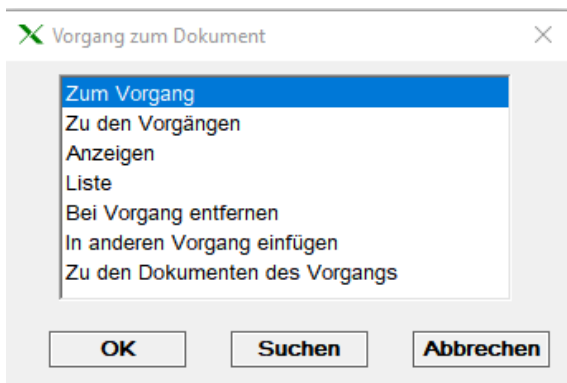 Vorgang zum Dokument
Zum Vorgang
Zu den Vorgängen
Anzeigen
Liste
Bei Vorgang entfernen
In anderen Vorgang einfügen
Zu den Dokumenten des Vorgangs
OK Suchen Abbrechen